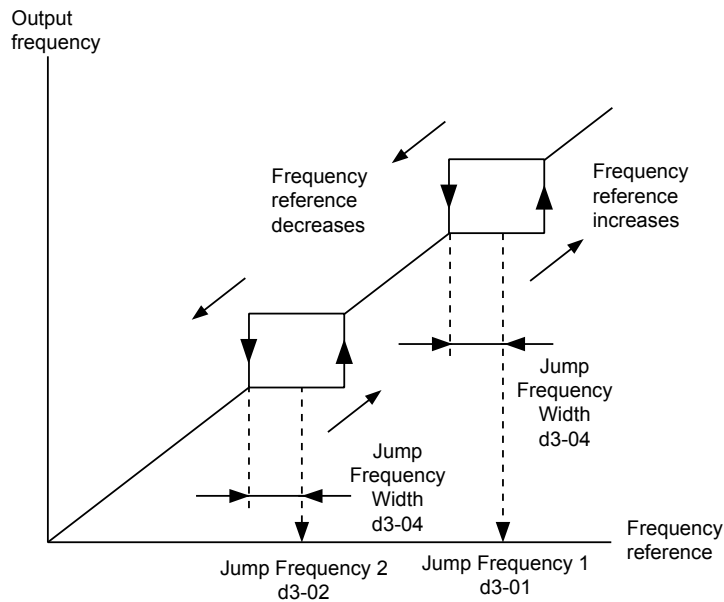 Output
frequency
Frequency
reference
decreases
Frequency
reference
increases
Jump
Frequency
Width
d3-04
Jump
Frequency
Width
d3-04
Frequency
reference
Jump Frequency 2
d3-02
Jump Frequency 1
d3-01